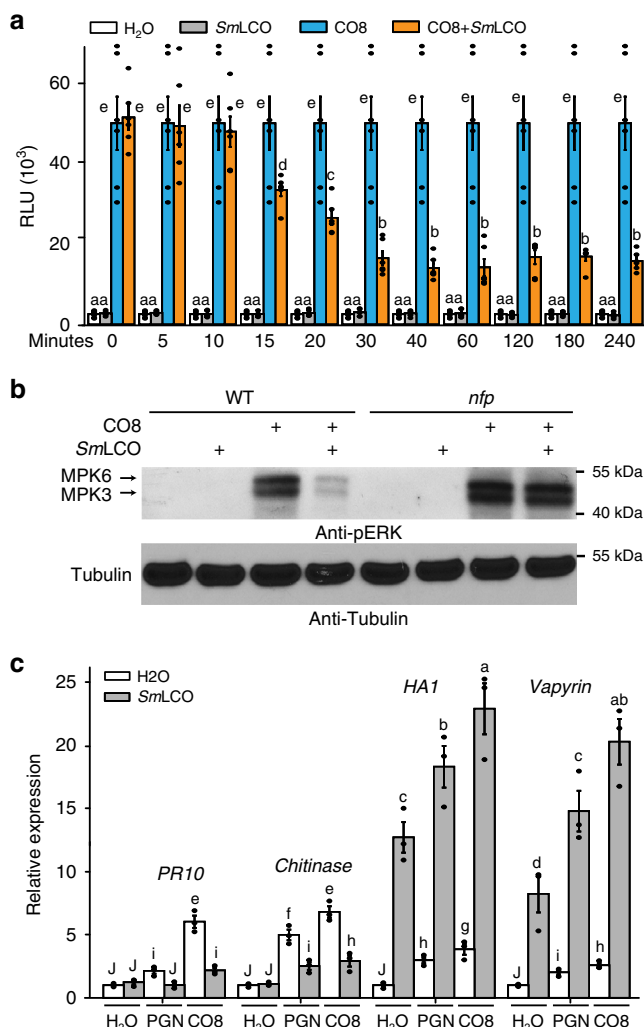 a
H₂O SmLCO CO8 CO8+SmLCO
RLU (10³)
60
40
20
0
e e e e e e e e e e e
d c b b b b b b
aa aa aa aa aa aa aa aa aa aa aa
Minutes 0 5 10 15 20 30 40 60 120 180 240
b
WT nfp
CO8 + + + +
SmLCO + + + +
MPK6
MPK3
55 kDa
40 kDa
Anti-pERK
Tubulin
55 kDa
Anti-Tubulin
c
H2O
SmLCO
Relative expression
25
20
15
10
5
0
PR10
J J i J e i
Chitinase
J J f i e h
HA1
J c h b g a
Vapyrin
J d i c h ab
H₂O PGN CO8 H₂O PGN CO8 H₂O PGN CO8 H₂O PGN CO8